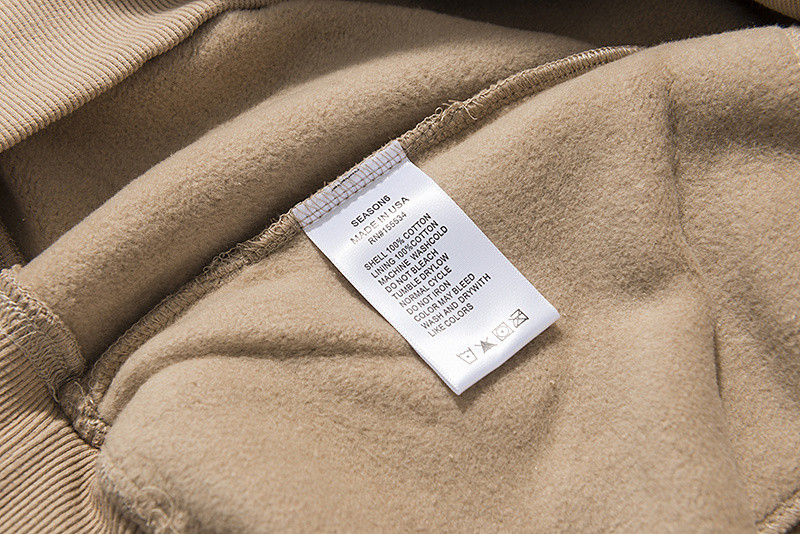 SEASON6
MADE IN USA
RN#155534
SHELL 100% COTTON
LINING 100%COTTON
MACHINE WASHCOLD
DO NOT BLEACH
TUMBLE DRYLOW
NORMAL CYCLE
DO NOT IRON
COLOR MAY BLEED
WASH AND DRYWITH
LIKE COLORS